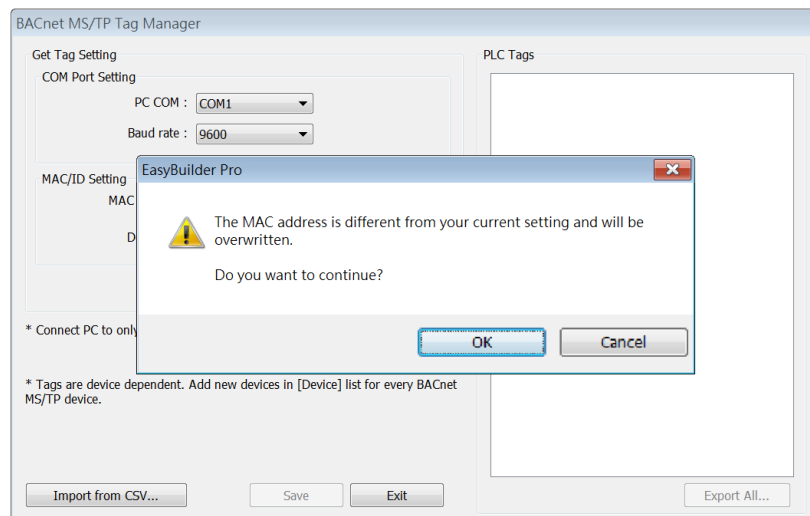 BACnet MS/TP Tag Manager
Get Tag Setting
COM Port Setting
PC COM : COM1
Baud rate : 9600
MAC/ID Setting
MAC
D
* Connect PC to only
* Tags are device dependent. Add new devices in [Device] list for every BACnet
MS/TP device.
Import from CSV...
Save
Exit
PLC Tags
Export All...
EasyBuilder Pro
The MAC address is different from your current setting and will be
overwritten.
Do you want to continue?
OK
Cancel